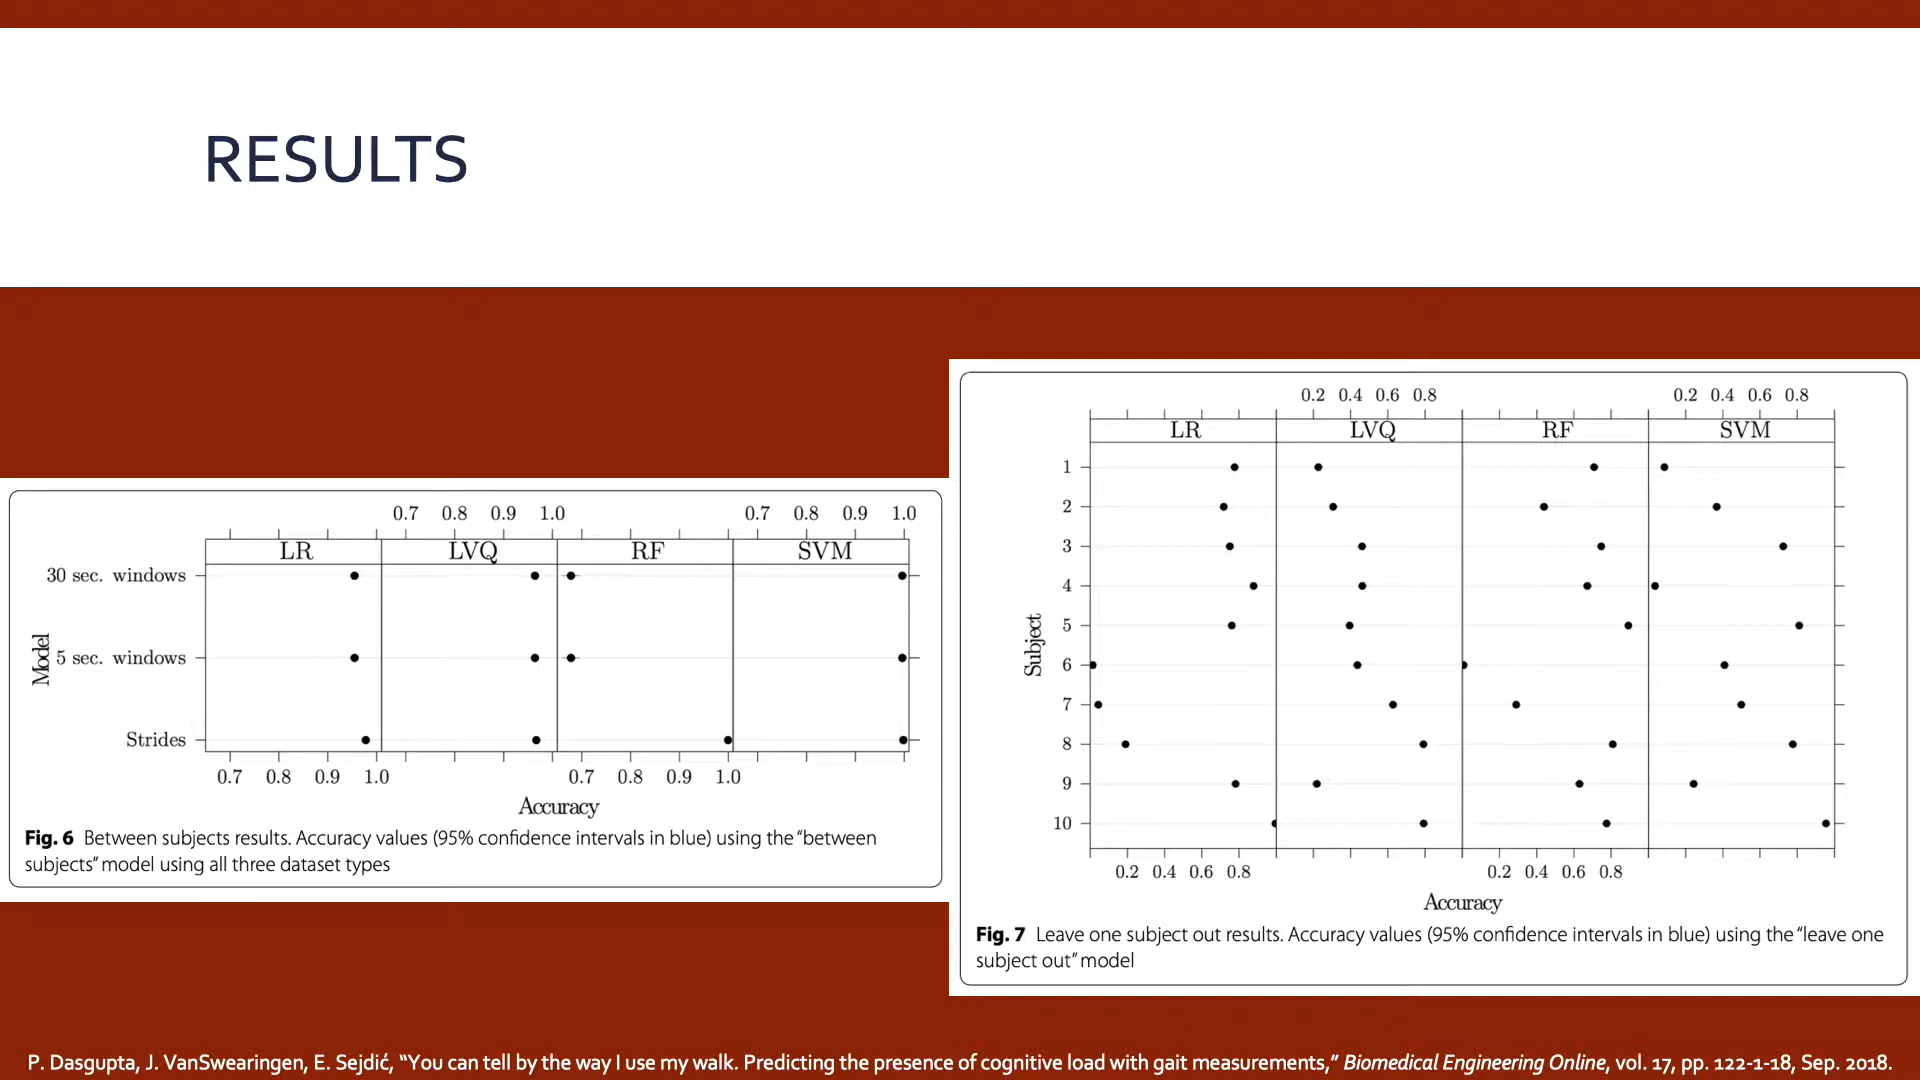 RESULTS
0.7 0.8 0.9 1.0 0.7 0.8 0.9 1.0
LR LVQ RF SVM
30 sec. windows
5 sec. windows
Strides
Model
0.7 0.8 0.9 1.0 0.7 0.8 0.9 1.0
Accuracy
Fig. 6 Between subjects results. Accuracy values (95% confidence intervals in blue) using the “between
subjects” model using all three dataset types
0.2 0.4 0.6 0.8 0.2 0.4 0.6 0.8
LR LVQ RF SVM
1
2
3
4
5
6
7
8
9
10
Subject
0.2 0.4 0.6 0.8 0.2 0.4 0.6 0.8
Accuracy
Fig. 7 Leave one subject out results. Accuracy values (95% confidence intervals in blue) using the “leave one
subject out” model
P. Dasgupta, J. VanSwearingen, E. Sejdić, “You can tell by the way I use my walk. Predicting the presence of cognitive load with gait measurements,” Biomedical Engineering Online, vol. 17, pp. 122-1-18, Sep. 2018.